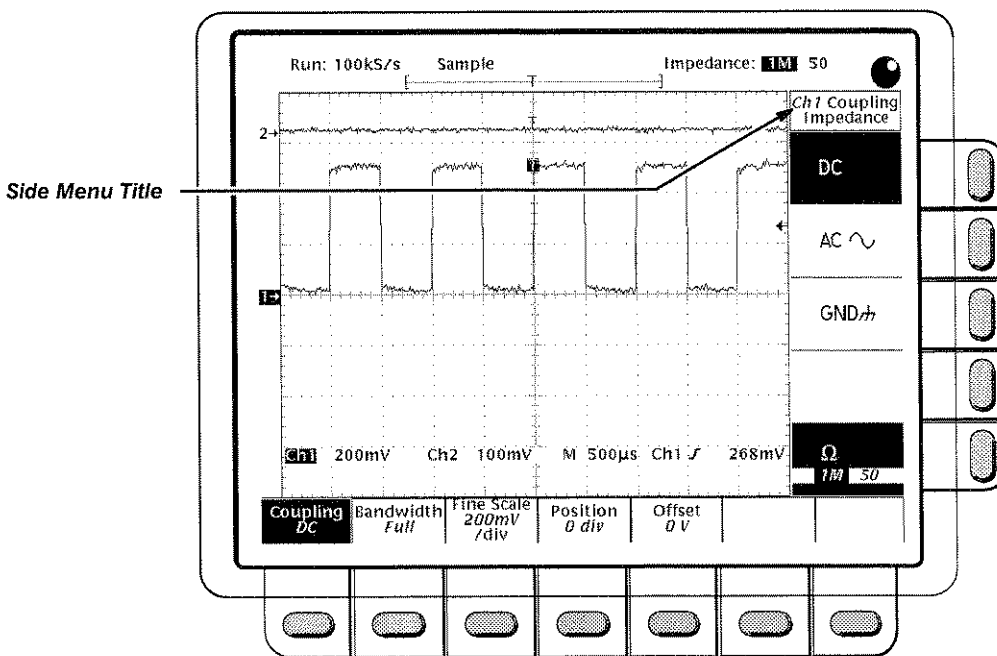 Run: 100kS/s Sample Impedance: 1M 50
Ch1 Coupling
Impedance
2→
T
DC
Side Menu Title
AC
GND
1→
Ch1 200mV Ch2 100mV M 500µs Ch1 268mV
Ω
1M 50
Coupling
DC
Bandwidth
Full
Fine Scale
200mV
/div
Position
0 div
Offset
0 V